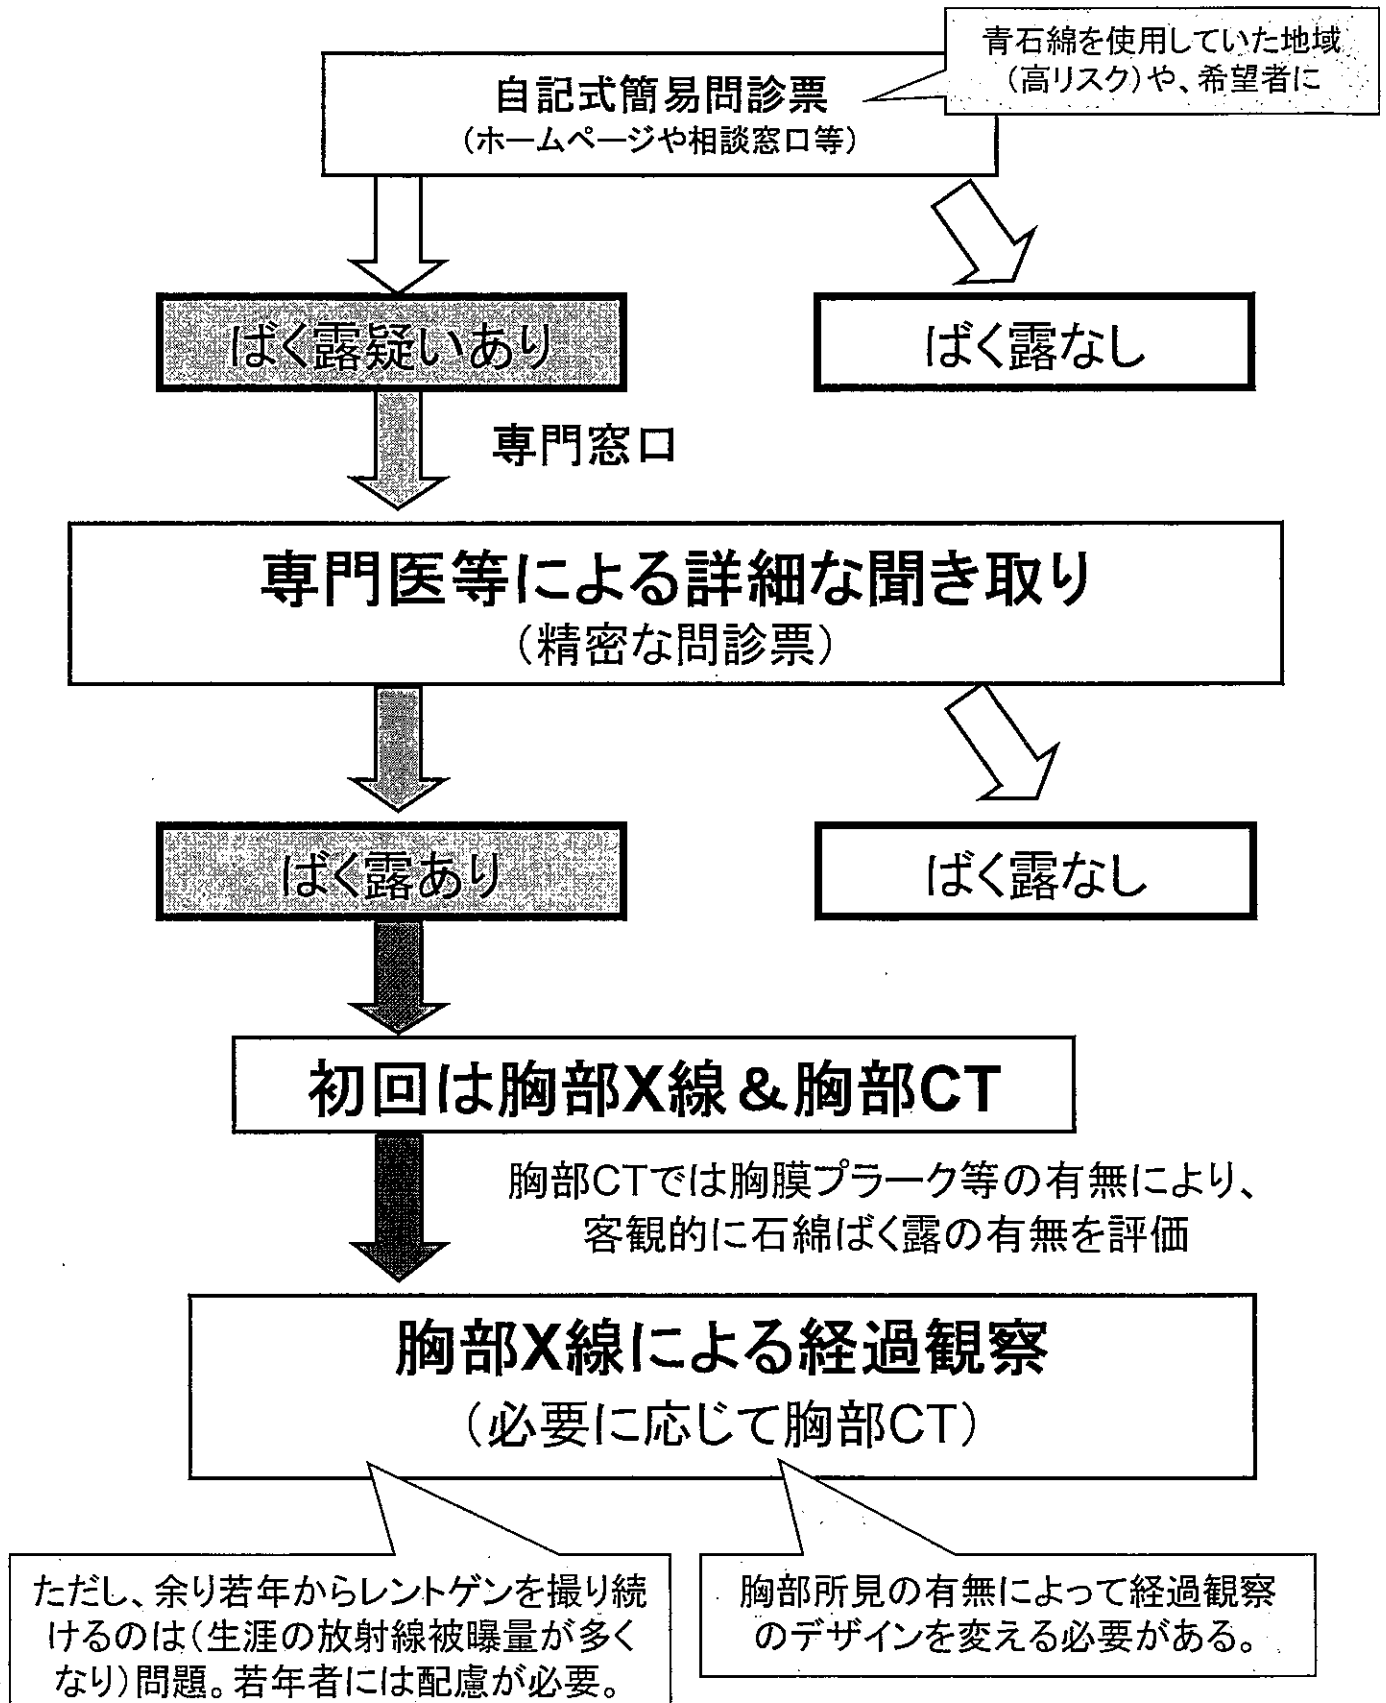 青石綿を使用していた地域
（高リスク）や、希望者に
自記式簡易問診票
（ホームページや相談窓口等）
ばく露疑いあり
ばく露なし
専門窓口
専門医等による詳細な聞き取り
（精密な問診票）
ばく露あり
ばく露なし
初回は胸部X線＆胸部CT
胸部CTでは胸膜プラーク等の有無により、
客観的に石綿ばく露の有無を評価
胸部X線による経過観察
（必要に応じて胸部CT）
ただし、余り若年からレントゲンを撮り続
けるのは（生涯の放射線被曝量が多く
なり）問題。若年者には配慮が必要。
胸部所見の有無によって経過観察
のデザインを変える必要がある。